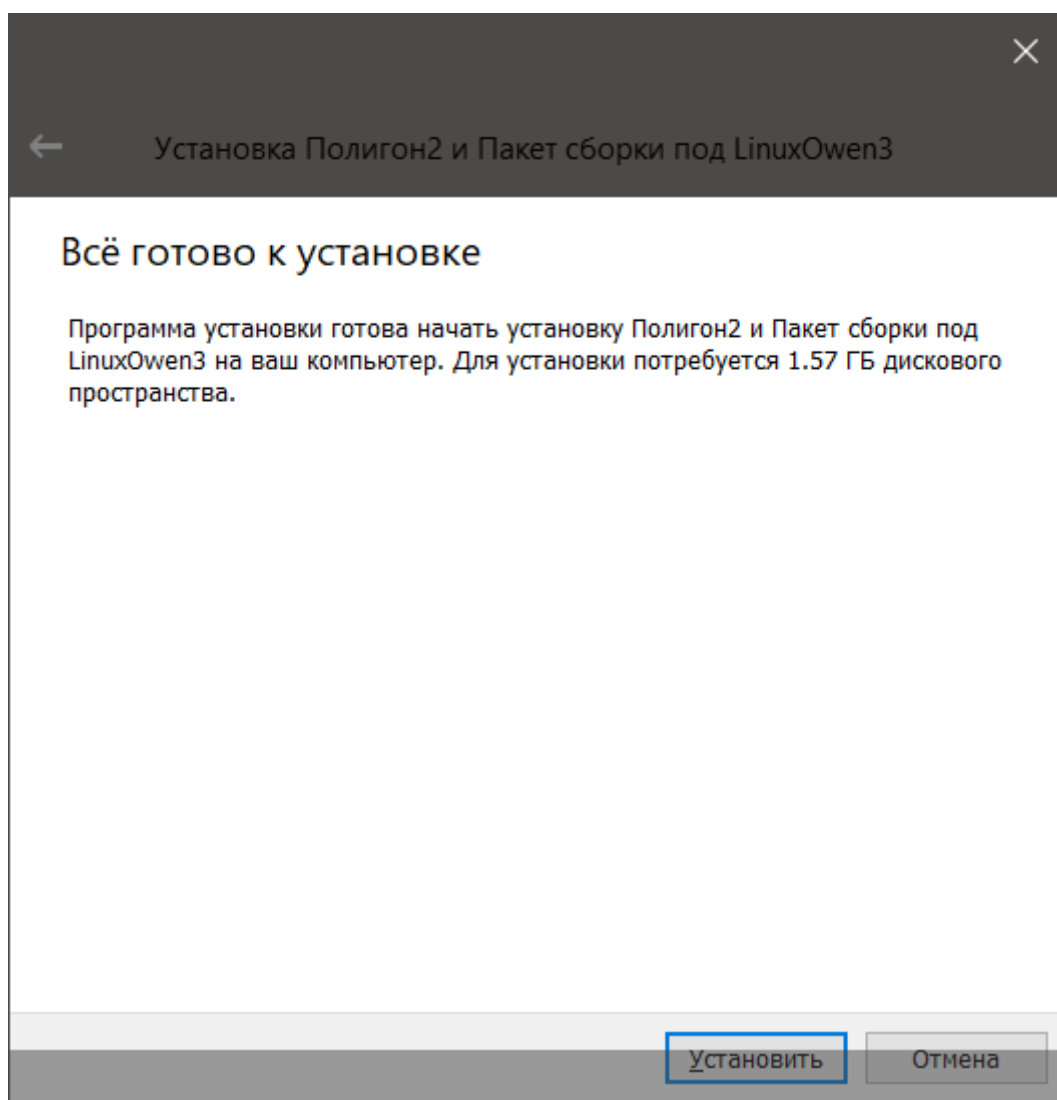 Установка Полигон2 и Пакет сборки под LinuxOwen3
Всё готово к установке
Программа установки готова начать установку Полигон2 и Пакет сборки под
LinuxOwen3 на ваш компьютер. Для установки потребуется 1.57 ГБ дискового
пространства.
Установить
Отмена